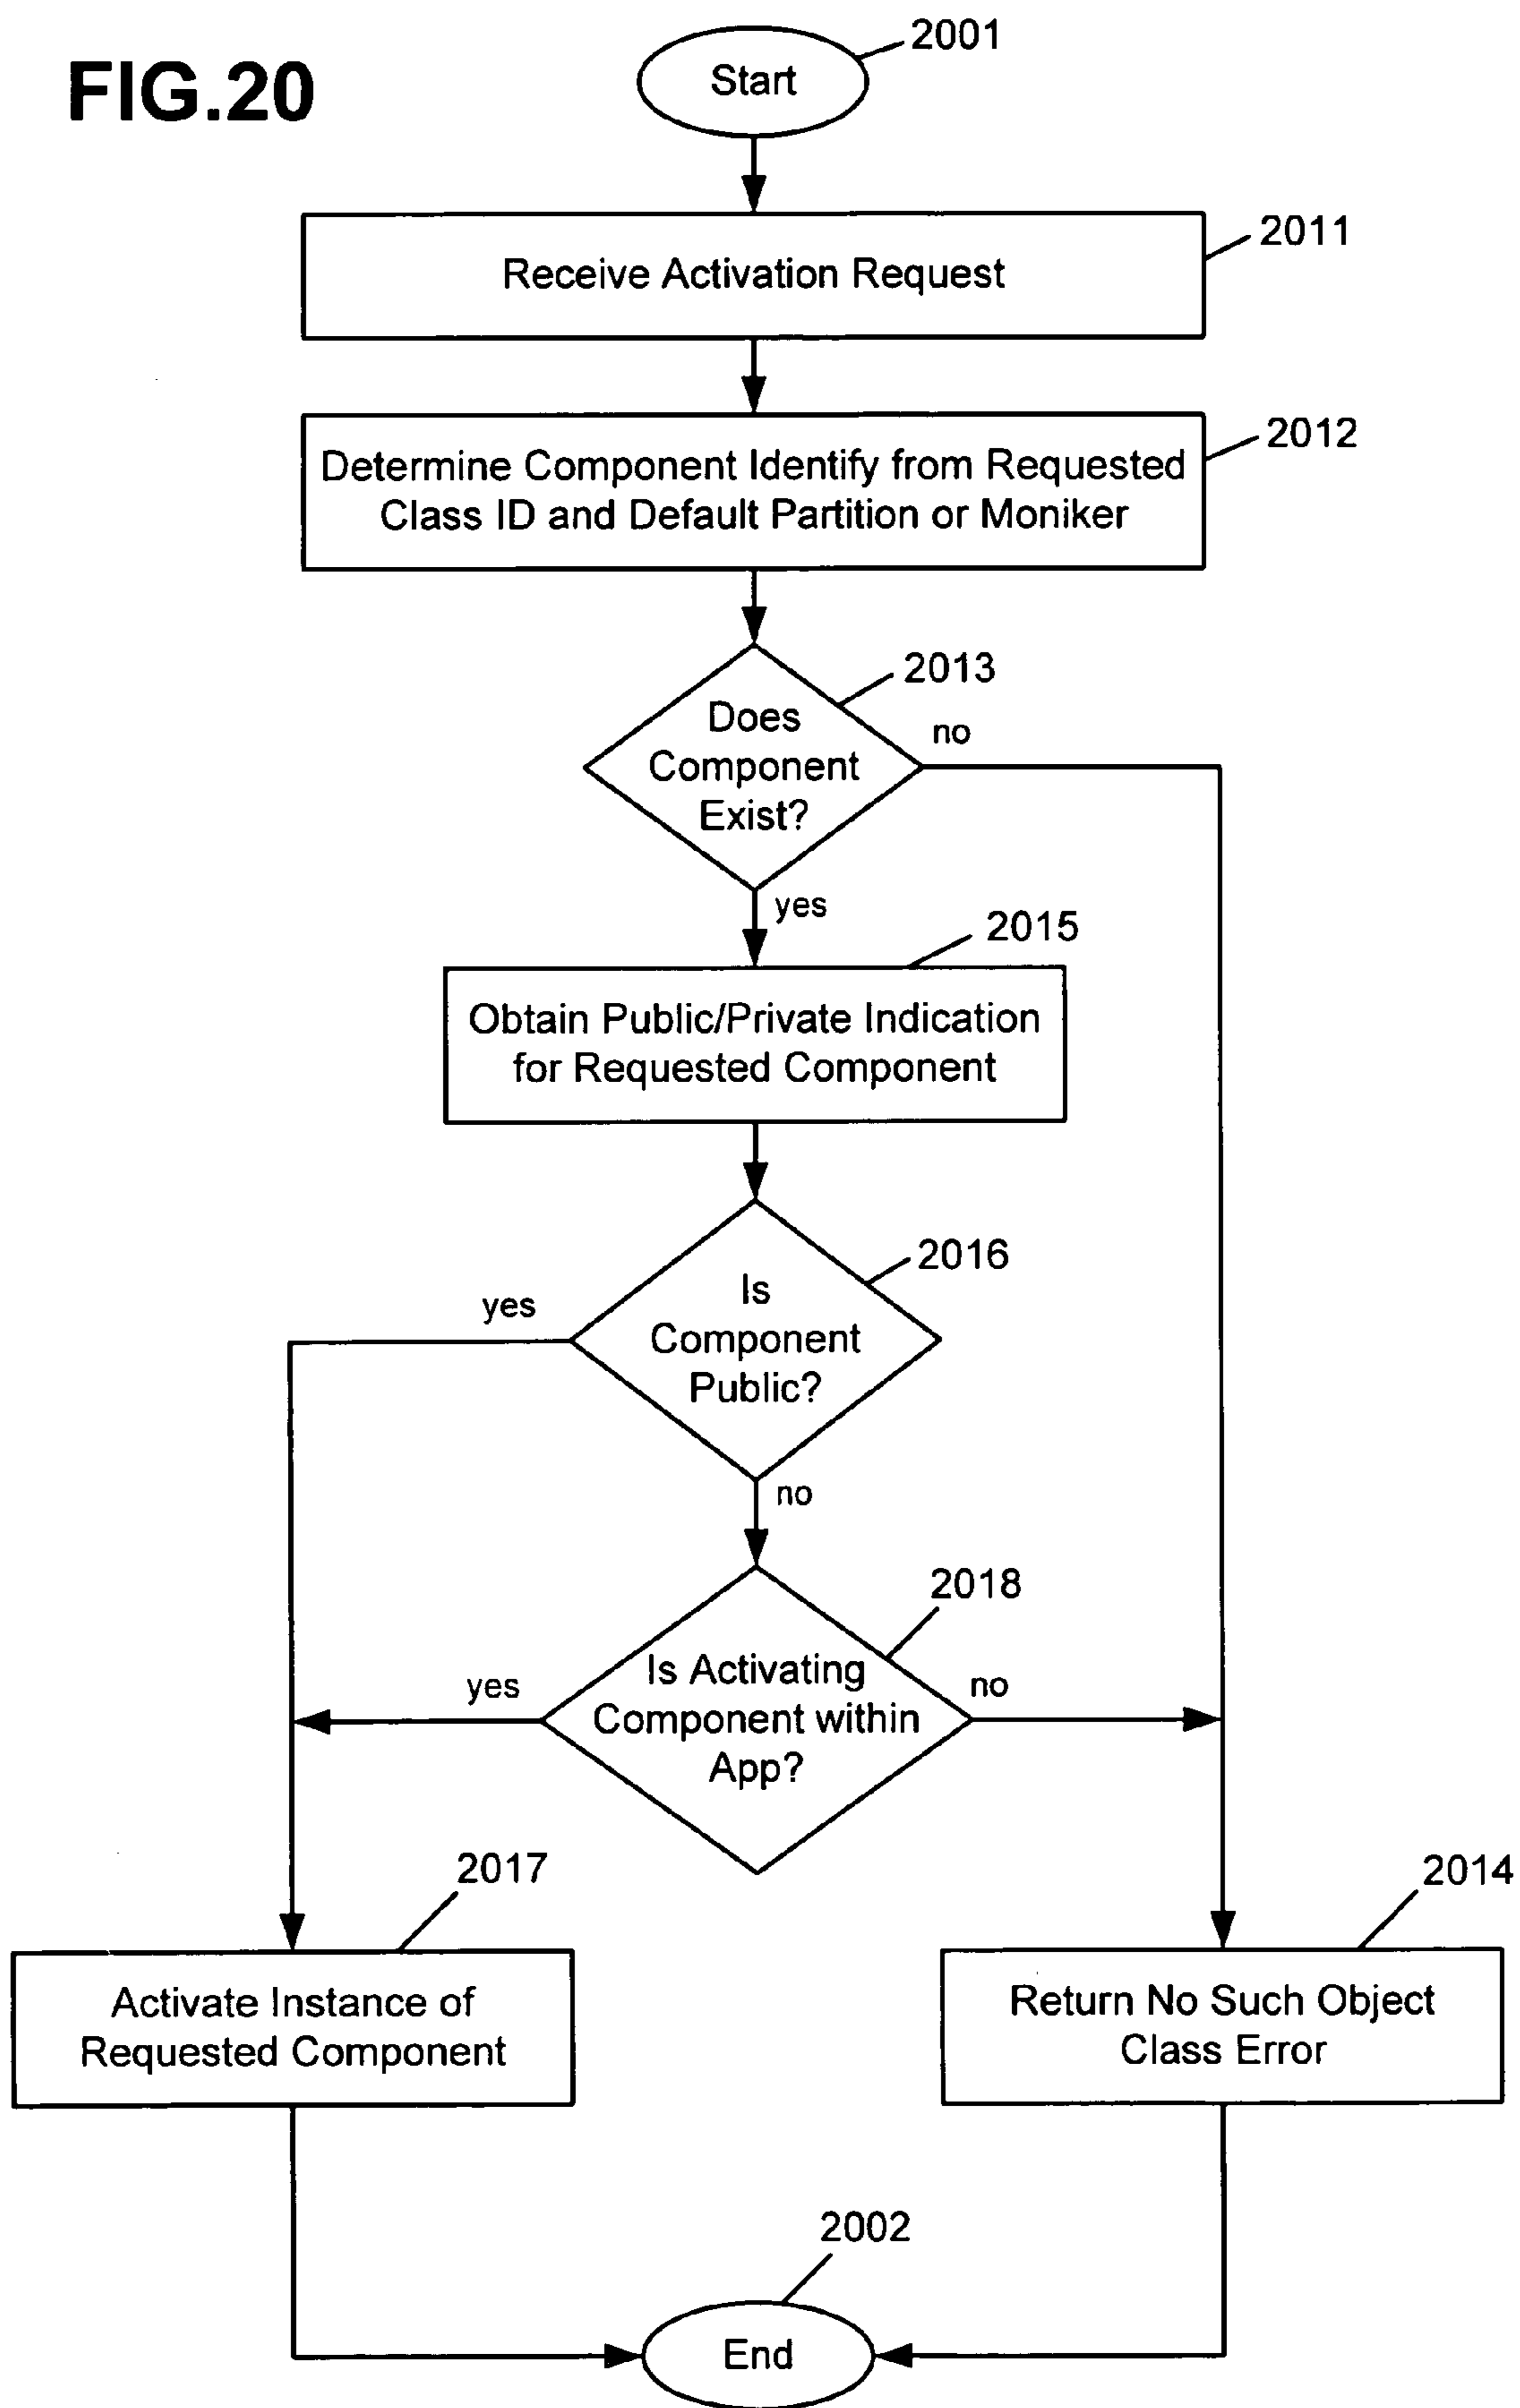 FIG.20
2001
Start
2011
Receive Activation Request
2012
Determine Component Identify from Requested
Class ID and Default Partition or Moniker
2013
Does
Component
Exist?
no
yes
2015
Obtain Public/Private Indication
for Requested Component
2016
Is
Component
Public?
yes
no
2018
Is Activating
Component within
App?
yes
no
2017
Activate Instance of
Requested Component
2014
Return No Such Object
Class Error
2002
End